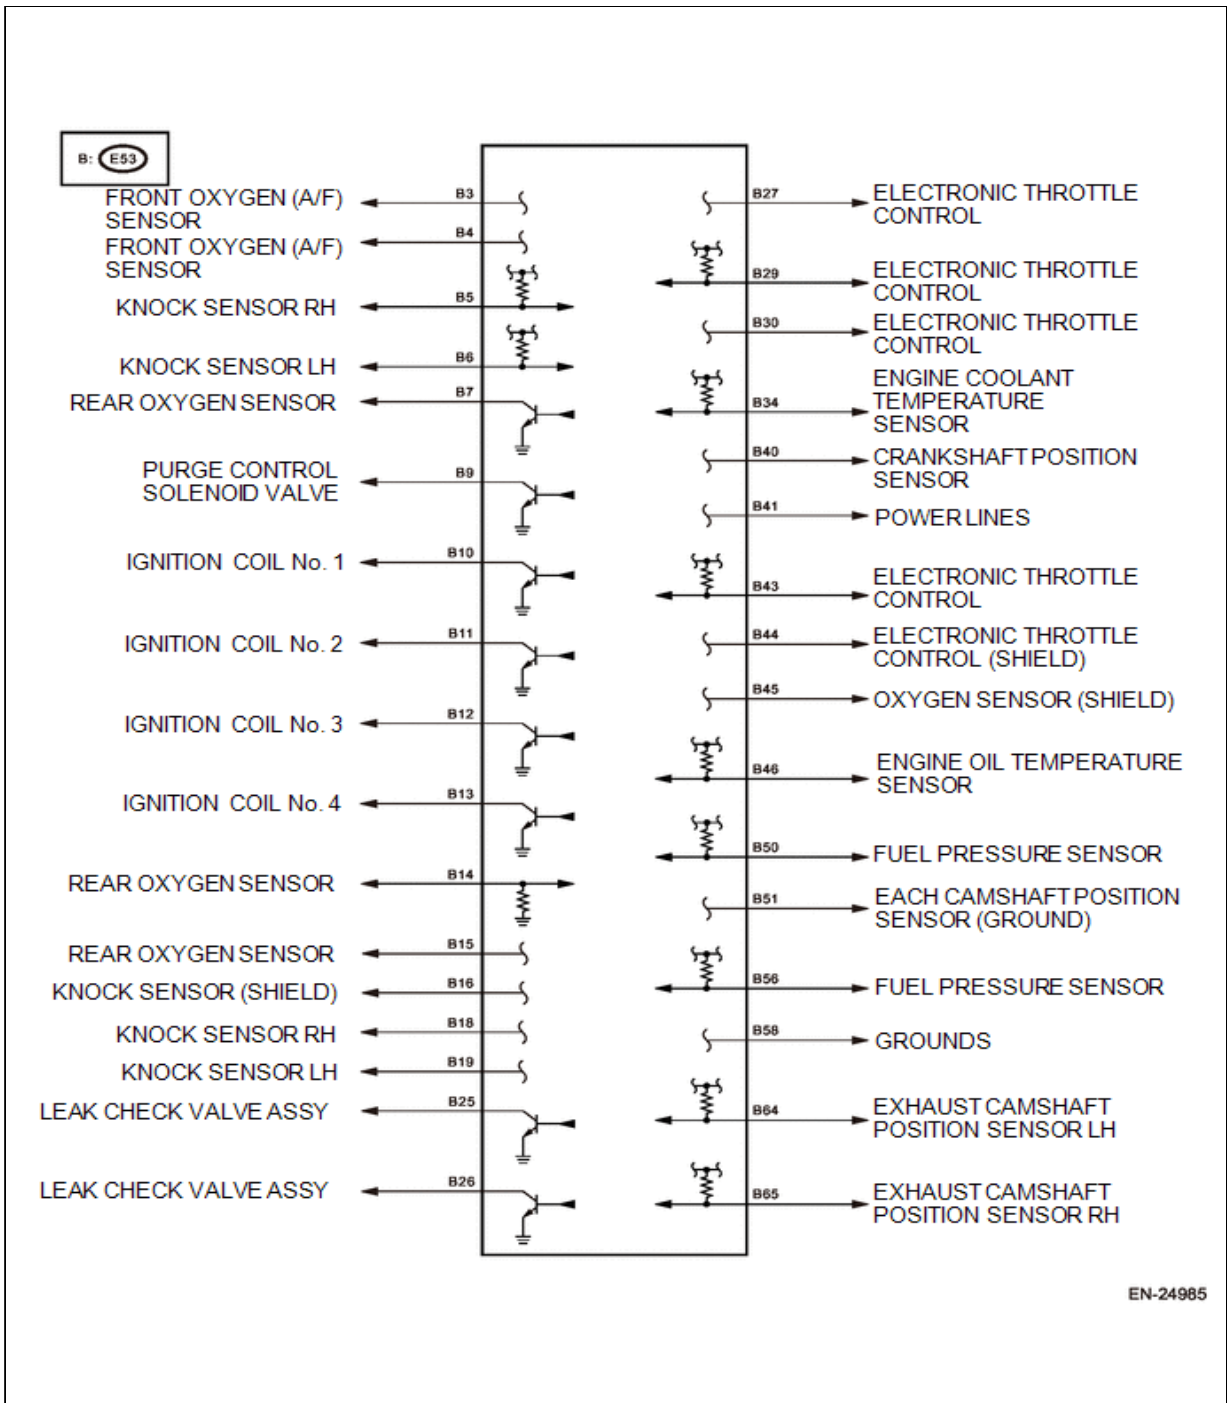 B: E53
FRONT OXYGEN (A/F)
SENSOR
B3
FRONT OXYGEN (A/F)
SENSOR
B4
KNOCK SENSOR RH
B5
KNOCK SENSOR LH
B6
REAR OXYGEN SENSOR
B7
PURGE CONTROL
SOLENOID VALVE
B9
IGNITION COIL No. 1
B10
IGNITION COIL No. 2
B11
IGNITION COIL No. 3
B12
IGNITION COIL No. 4
B13
REAR OXYGEN SENSOR
B14
REAR OXYGEN SENSOR
B15
KNOCK SENSOR (SHIELD)
B16
KNOCK SENSOR RH
B18
KNOCK SENSOR LH
B19
LEAK CHECK VALVE ASSY
B25
LEAK CHECK VALVE ASSY
B26
B27
ELECTRONIC THROTTLE
CONTROL
B29
ELECTRONIC THROTTLE
CONTROL
B30
ELECTRONIC THROTTLE
CONTROL
B34
ENGINE COOLANT
TEMPERATURE
SENSOR
B40
CRANKSHAFT POSITION
SENSOR
B41
POWER LINES
B43
ELECTRONIC THROTTLE
CONTROL
B44
ELECTRONIC THROTTLE
CONTROL (SHIELD)
B45
OXYGEN SENSOR (SHIELD)
B46
ENGINE OIL TEMPERATURE
SENSOR
B50
FUEL PRESSURE SENSOR
B51
EACH CAMSHAFT POSITION
SENSOR (GROUND)
B56
FUEL PRESSURE SENSOR
B58
GROUNDS
B64
EXHAUST CAMSHAFT
POSITION SENSOR LH
B65
EXHAUST CAMSHAFT
POSITION SENSOR RH
EN-24985